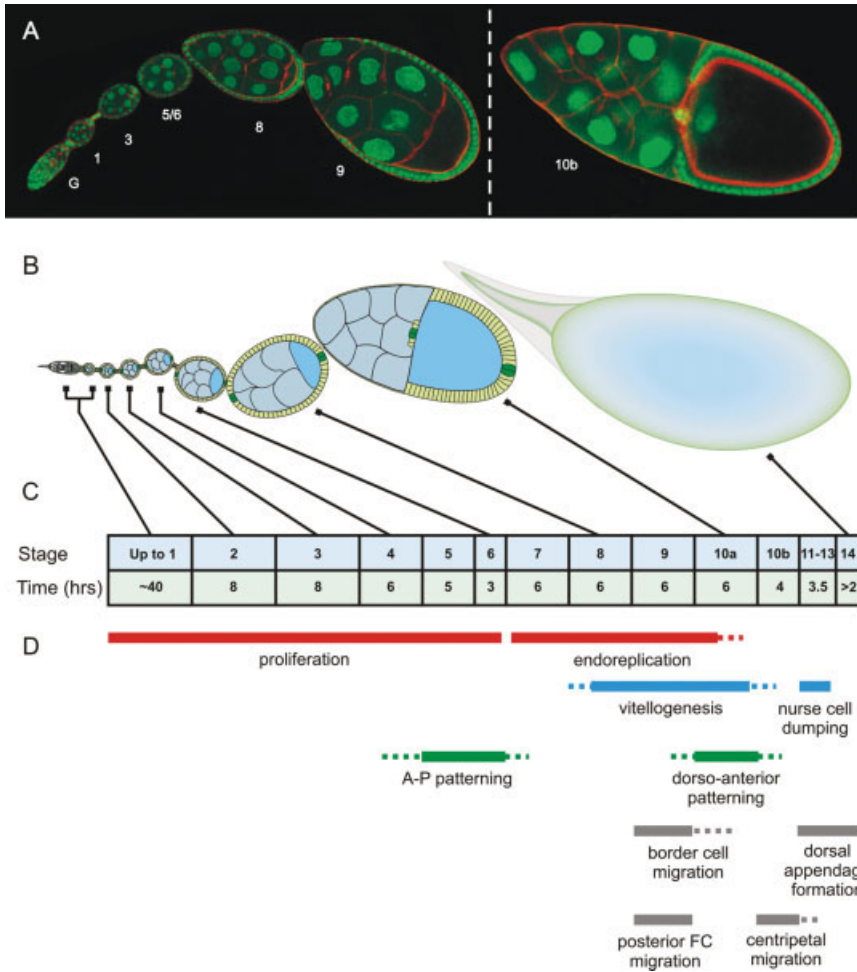 A
G
1
3
5/6
8
9
10b
B
C
Stage Up to 1 2 3 4 5 6 7 8 9 10a 10b 11-13 14
Time (hrs) ~40 8 8 6 5 3 6 6 6 6 4 3.5 >2
D
proliferation
endoreplication
vitellogenesis
nurse cell
dumping
A-P patterning
dorso-anterior
patterning
border cell
migration
dorsal
appendag
formation
posterior FC
migration
centripetal
migration